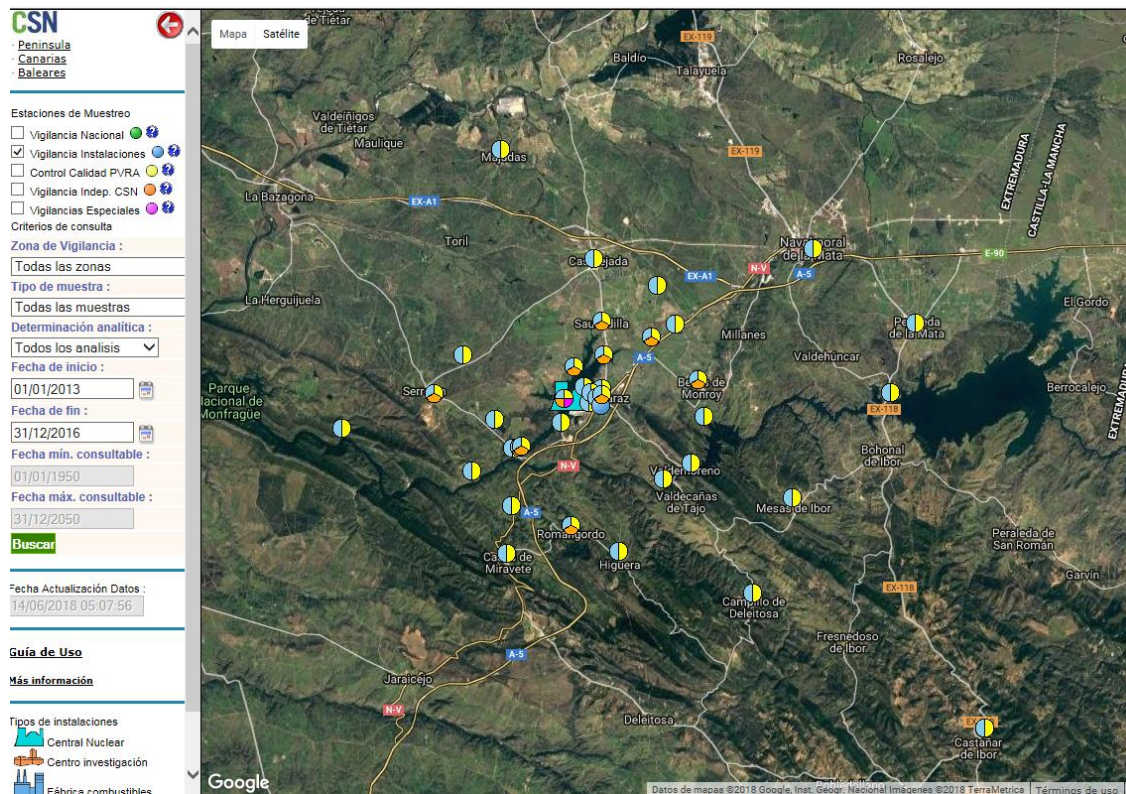 CSN
· Peninsula
· Canarias
· Baleares
Estaciones de Muestreo
Vigilancia Nacional
Vigilancia Instalaciones
Control Calidad PVRA
Vigilancia Indep. CSN
Vigilancias Especiales
Criterios de consulta
Zona de Vigilancia :
Todas las zonas
Tipo de muestra :
Todas las muestras
Determinación analítica :
Todos los analisis
Fecha de inicio :
01/01/2013
Fecha de fin :
31/12/2016
Fecha mín. consultable :
01/01/1950
Fecha máx. consultable :
31/12/2050
Buscar
Fecha Actualización Datos :
14/06/2018 05:07:56
Guía de Uso
Más información
Tipos de instalaciones
Central Nuclear
Centro investigación
Fábrica combustibles
Mapa Satélite
de Tiétar
EX-119
Baldío
Talayuela
Rosalejo
Valdeíñigos
de Tiétar
Maulique
Majadas
EX-119
EXTREMADURA
CASTILLA-LA MANCHA
La Bazagona
EX-A1
Toril
Navalmoral
de la Mata
E-90
Casatejada
N-V
EX-A1
A-5
La Herguijuela
El Gordo
Saucedilla
Millanes
Peraleda
de la Mata
A-5
Valdehúncar
Parque
Nacional de
Monfragüe
Serrejón
Belvís de
Monroy
Berrocalejo
EX-118
EXTREMADURA
Bohonal
de Ibor
N-V
Valdemoreno
Valdecañas
de Tajo
Mesas de Ibor
A-5
Romangordo
Peraleda de
San Román
Casas de
Miravete
Higuera
Garvín
EX-118
Campillo de
Deleitosa
Fresnedoso
de Ibor
A-5
Jaraicejo
N-V
Deleitosa
Castañar
de Ibor
Google
Datos de mapas ©2018 Google, Inst. Geogr. Nacional Imágenes ©2018 TerraMetrics
Términos de uso